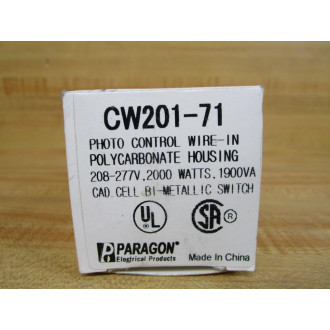 CW201-71
PHOTO CONTROL WIRE-IN
POLYCARBONATE HOUSING
208-277V, 2000 WATTS, 1900VA
CAD CELL BI-METALLIC SWITCH
UL ®
SA ®
PARAGON®
Electrical Products
Made In China